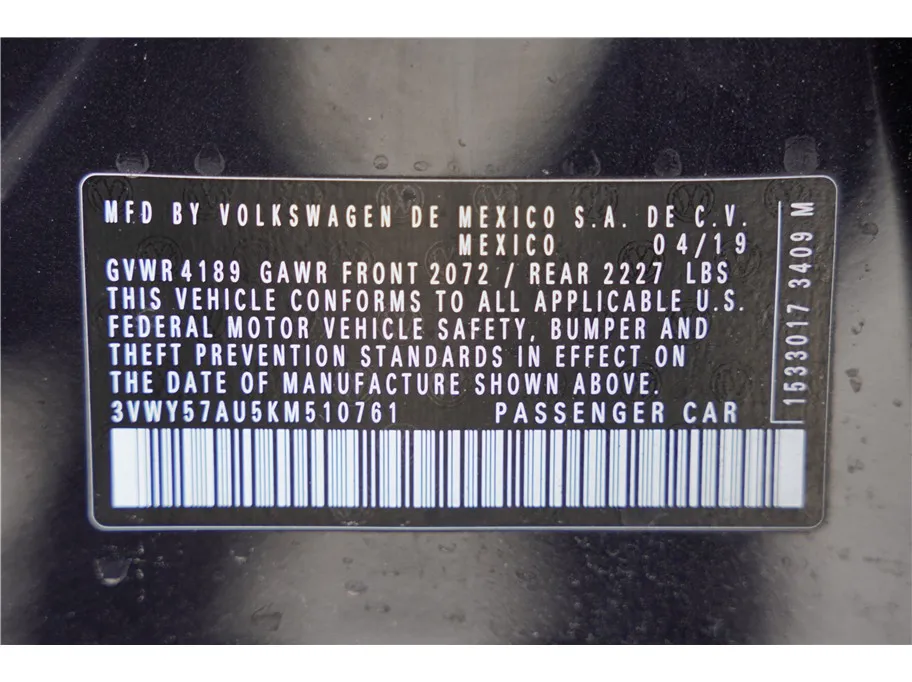 MFD BY VOLKSWAGEN DE MEXICO S.A. DE C.V.
MEXICO 04/19
GVWR 4189 GAWR FRONT 2072 / REAR 2227 LBS
THIS VEHICLE CONFORMS TO ALL APPLICABLE U.S.
FEDERAL MOTOR VEHICLE SAFETY, BUMPER AND
THEFT PREVENTION STANDARDS IN EFFECT ON
THE DATE OF MANUFACTURE SHOWN ABOVE.
3VWY57AU5KM510761 PASSENGER CAR
1533017 3409 M